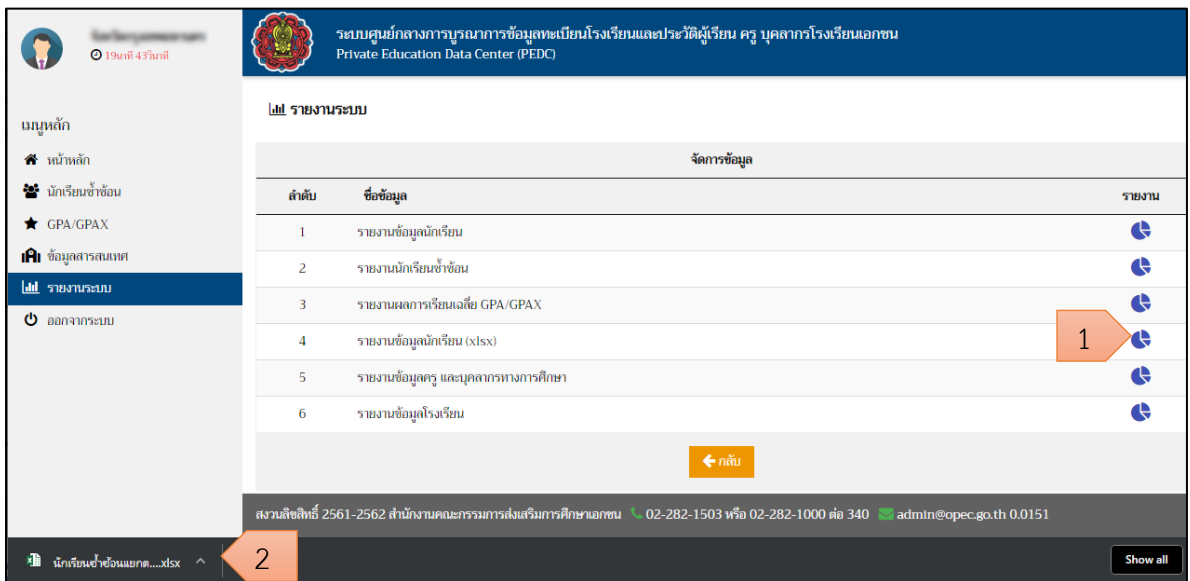 19นาที 43วินาที
ระบบศูนย์กลางการบูรณาการข้อมูลทะเบียนโรงเรียนและประวัติผู้เรียน ครู บุคลากรโรงเรียนเอกชน
Private Education Data Center (PEDC)
เมนูหลัก
หน้าหลัก
นักเรียนซ้ำซ้อน
GPA/GPAX
ข้อมูลสารสนเทศ
รายงานระบบ
ออกจากระบบ
รายงานระบบ
จัดการข้อมูล
ลำดับ ชื่อข้อมูล รายงาน
1 รายงานข้อมูลนักเรียน
2 รายงานนักเรียนซ้ำซ้อน
3 รายงานผลการเรียนเฉลี่ย GPA/GPAX
4 รายงานข้อมูลนักเรียน (xlsx) 1
5 รายงานข้อมูลครู และบุคลากรทางการศึกษา
6 รายงานข้อมูลโรงเรียน
กลับ
สงวนลิขสิทธิ์ 2561-2562 สำนักงานคณะกรรมการส่งเสริมการศึกษาเอกชน 02-282-1503 หรือ 02-282-1000 ต่อ 340 admin@opec.go.th 0.0151
นักเรียนซ้ำซ้อนแยกต....xlsx 2 Show all